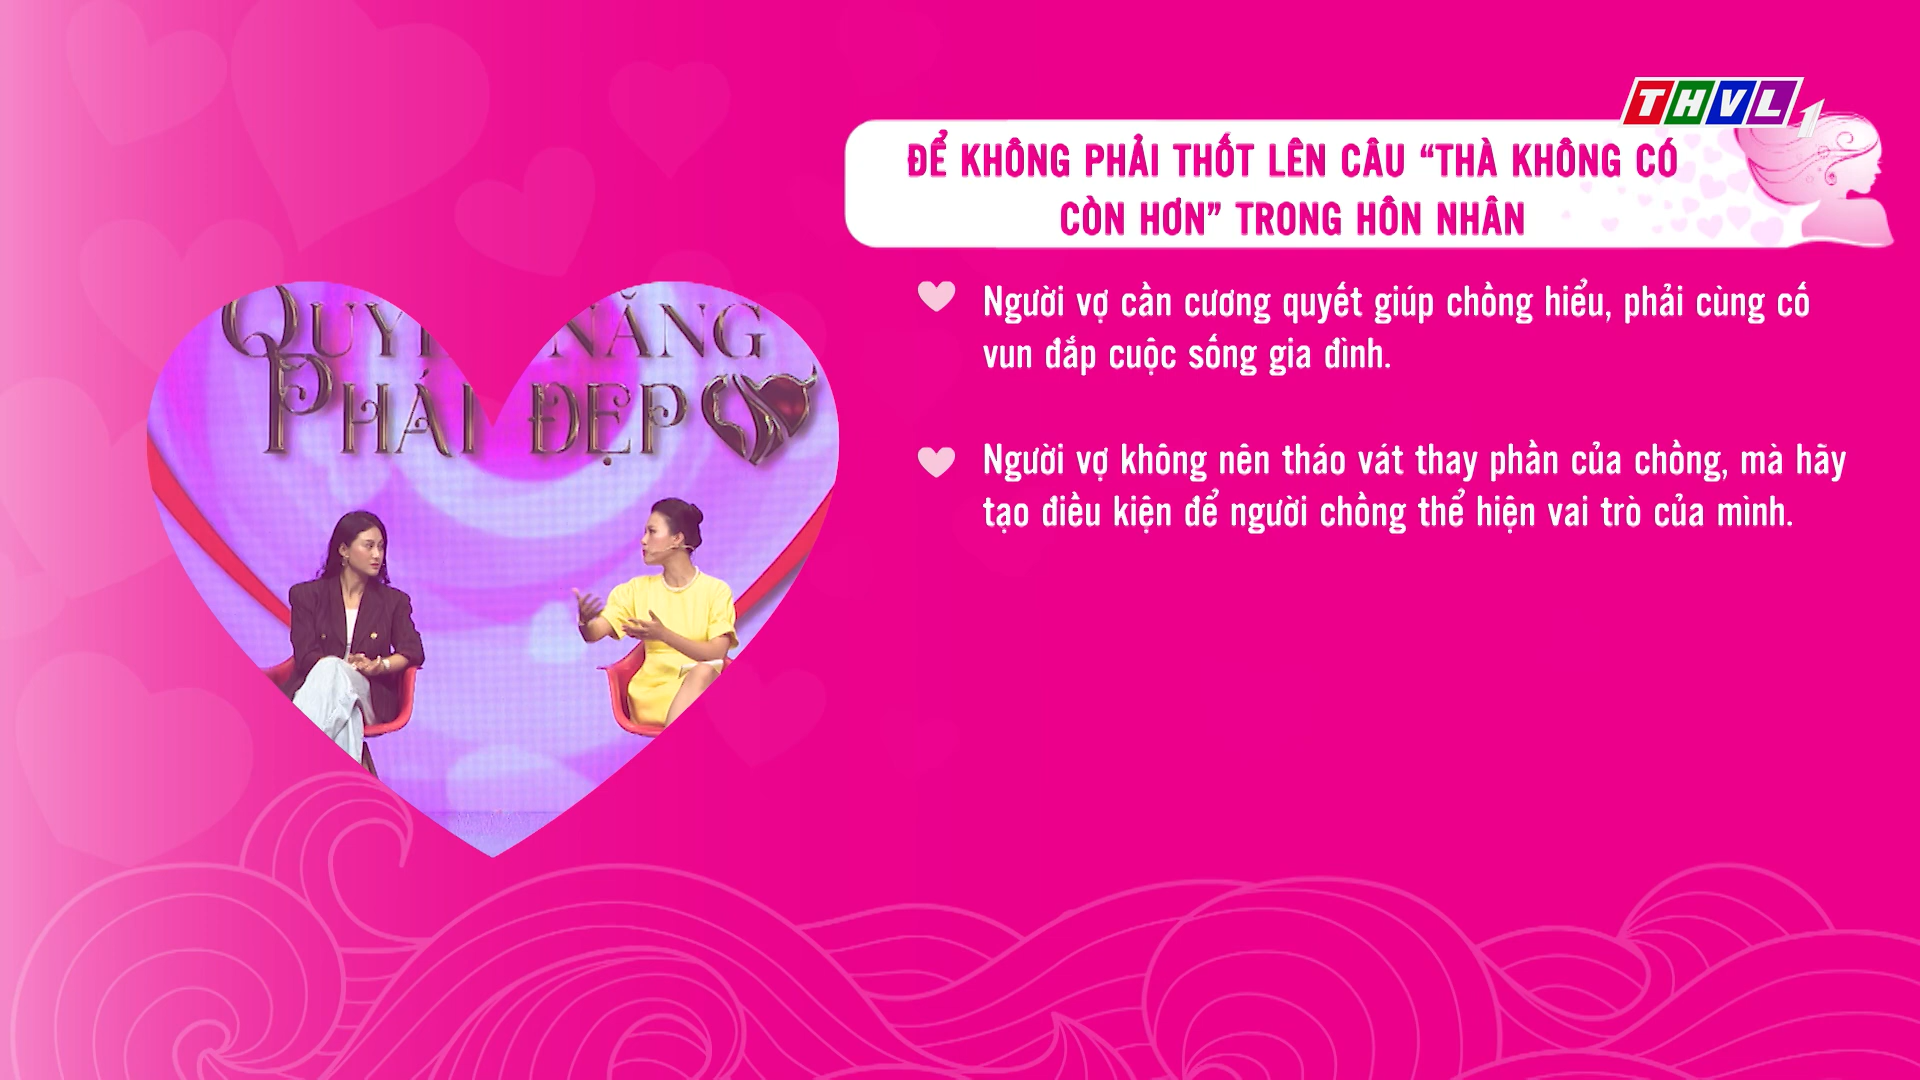 THVL1
ĐỂ KHÔNG PHẢI THỐT LÊN CÂU “THÀ KHÔNG CÓ
CÒN HƠN” TRONG HÔN NHÂN
Người vợ cần cương quyết giúp chồng hiểu, phải cùng cố
vun đắp cuộc sống gia đình.
Người vợ không nên tháo vát thay phần của chồng, mà hãy
tạo điều kiện để người chồng thể hiện vai trò của mình.
NĂNG
PHÁI ĐẸP